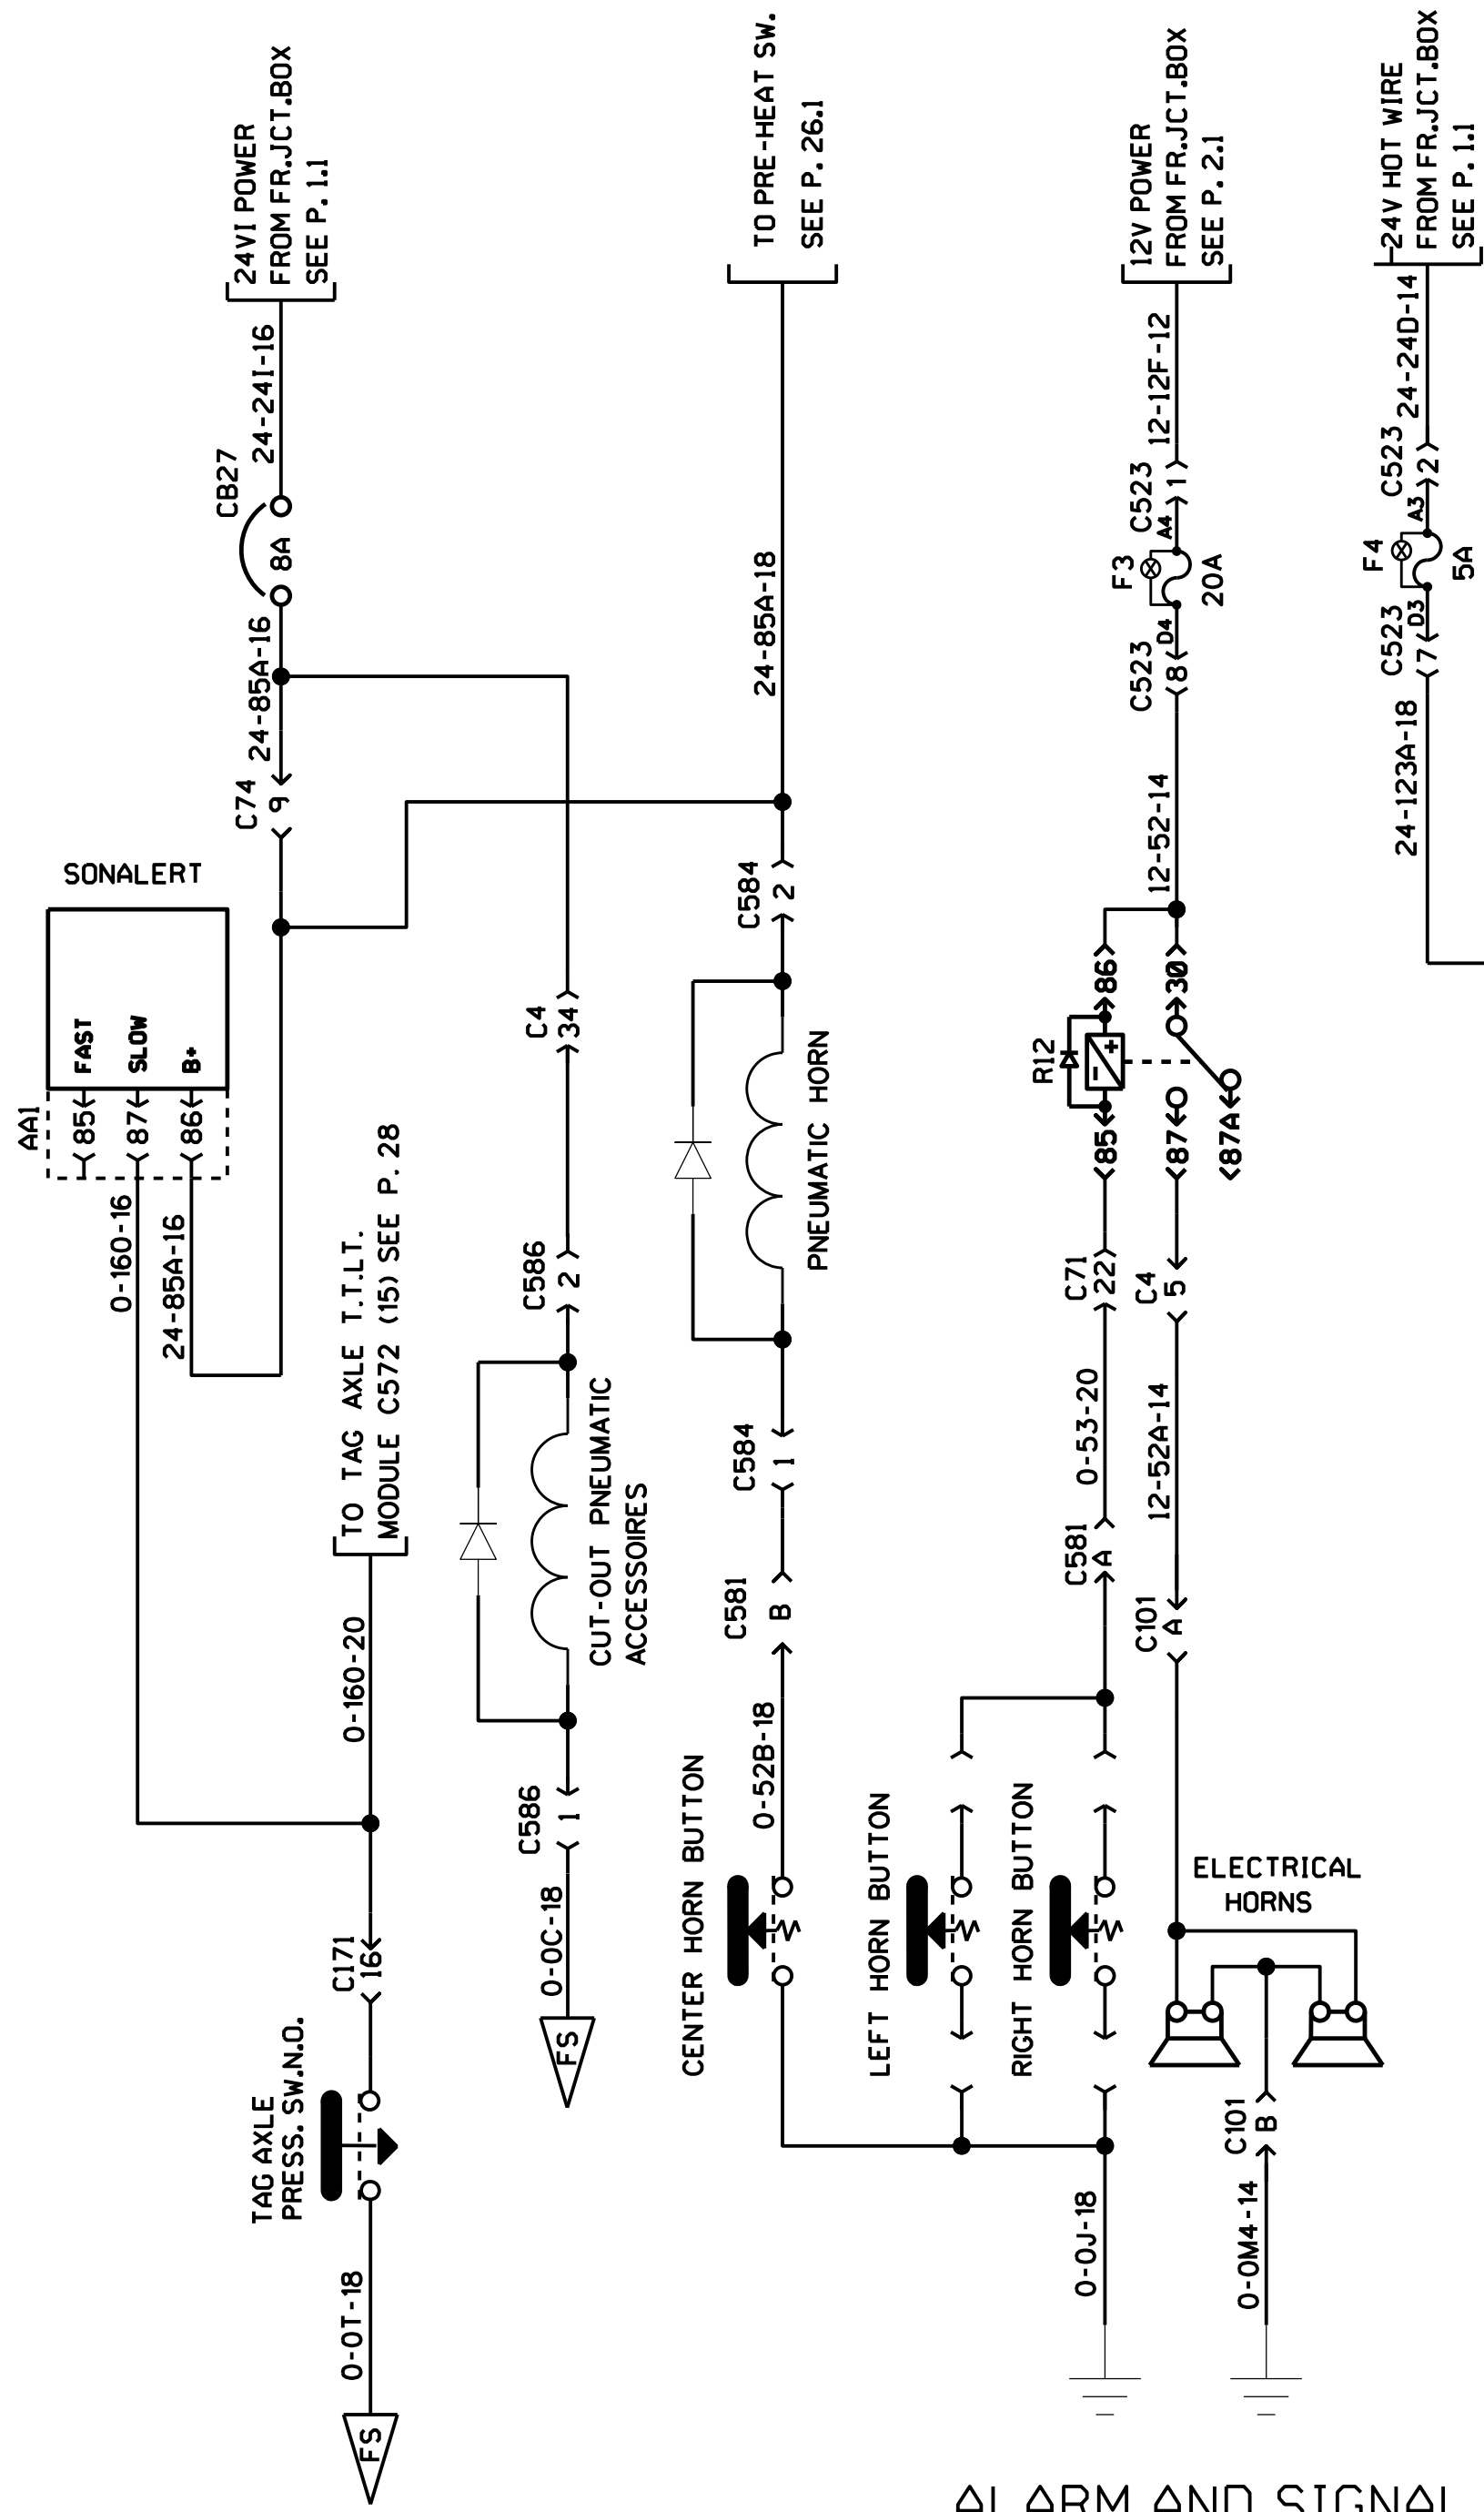 24VI POWER
FROM FR.JCT.BOX
SEE P. 1.1
24-24I-16
CB27
8A
24-85A-16
C74
9
SONALERT
FAST
SLOW
B+
AA1
85
87
86
0-160-16
24-85A-16
TO TAG AXLE T.T.LT.
MODULE C572 (15) SEE P. 28
0-160-20
C171
16
TAG AXLE
PRESS. SW.N.O.
0-0T-18
FS
C4
34
C586
2
CUT-OUT PNEUMATIC
ACCESSOIRES
C586
1
0-0C-18
FS
TO PRE-HEAT SW.
SEE P. 26.1
24-85A-18
C584
2
PNEUMATIC HORN
C584
1
C581
B
0-52B-18
CENTER HORN BUTTON
LEFT HORN BUTTON
RIGHT HORN BUTTON
12V POWER
FROM FR.JCT.BOX
SEE P. 2.1
12-12F-12
C523
1
A4
F3
20A
D4
C523
8
12-52-14
R12
86
30
+
-
85
87
87A
C71
22
C4
5
0-53-20
12-52A-14
C581
A
C101
A
ELECTRICAL
HORNS
C101
B
0-0J-18
0-0M4-14
24V HOT WIRE
FROM FR.JCT.BOX
SEE P. 1.1
24-24D-14
C523
2
A3
F4
5A
D3
C523
7
24-123A-18
ALARM AND SIGNAL